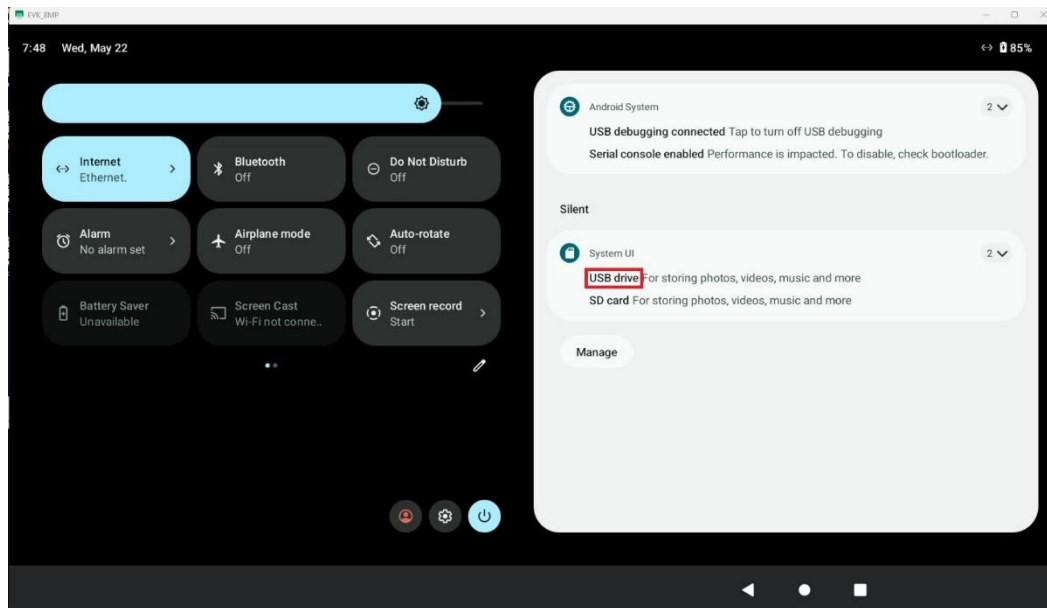 EVK_8MP
7:48 Wed, May 22
85%
Internet
Ethernet.
Bluetooth
Off
Do Not Disturb
Off
Alarm
No alarm set
Airplane mode
Off
Auto-rotate
Off
Battery Saver
Unavailable
Screen Cast
Wi-Fi not conne..
Screen record
Start
Android System
2
USB debugging connected Tap to turn off USB debugging
Serial console enabled Performance is impacted. To disable, check bootloader.
Silent
System UI
2
USB drive For storing photos, videos, music and more
SD card For storing photos, videos, music and more
Manage